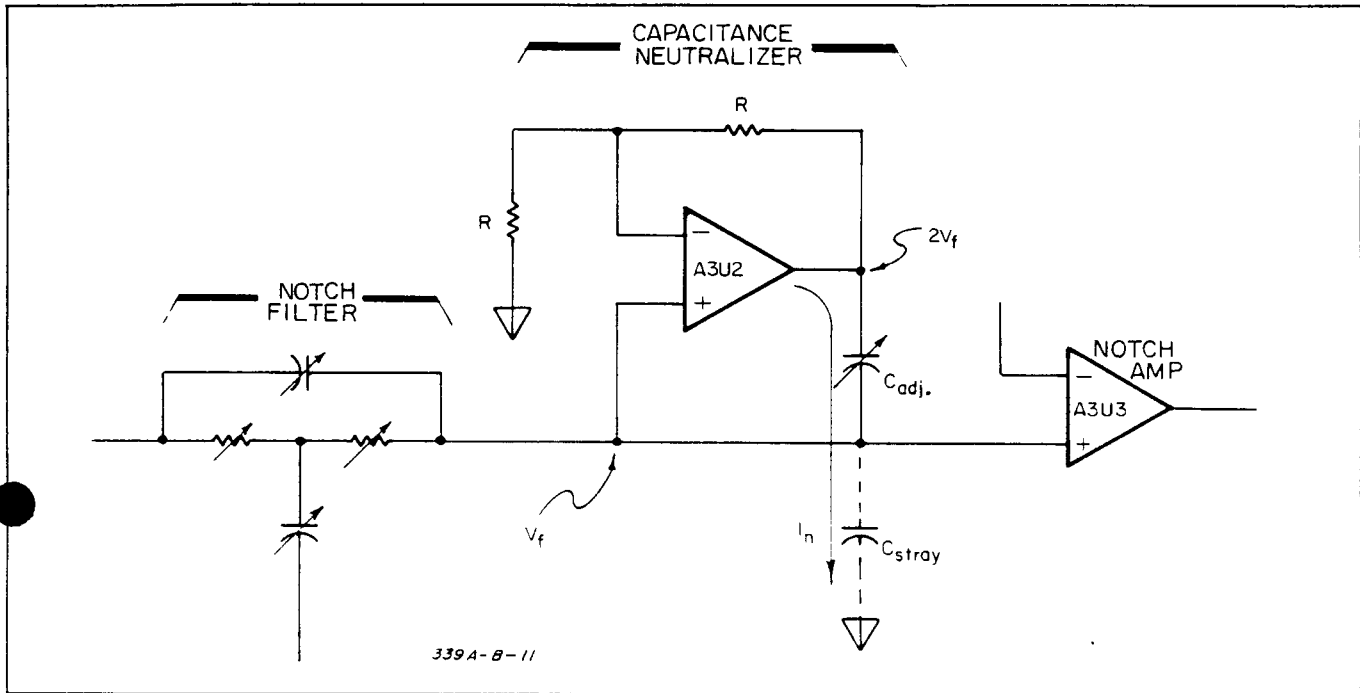 CAPACITANCE
NEUTRALIZER
R
R
−
A3U2
+
2Vf
NOTCH
FILTER
Cadj.
NOTCH
AMP
−
A3U3
+
Vf
In
Cstray
339A-B-11